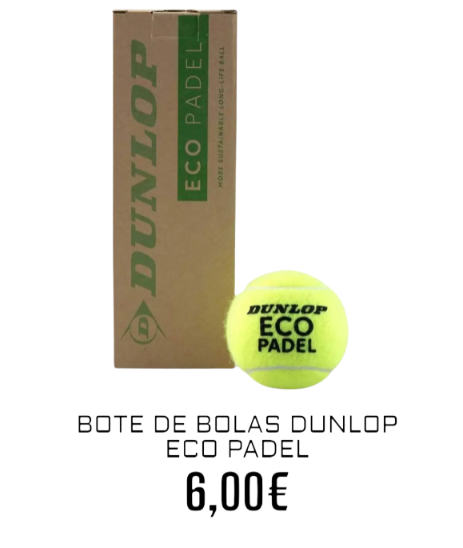 DUNLOP
ECO PADEL
MORE SUSTAINABLE LONG-LIFE BALL
D
DUNLOP
ECO
PADEL
BOTE DE BOLAS DUNLOP
ECO PADEL
6,00€